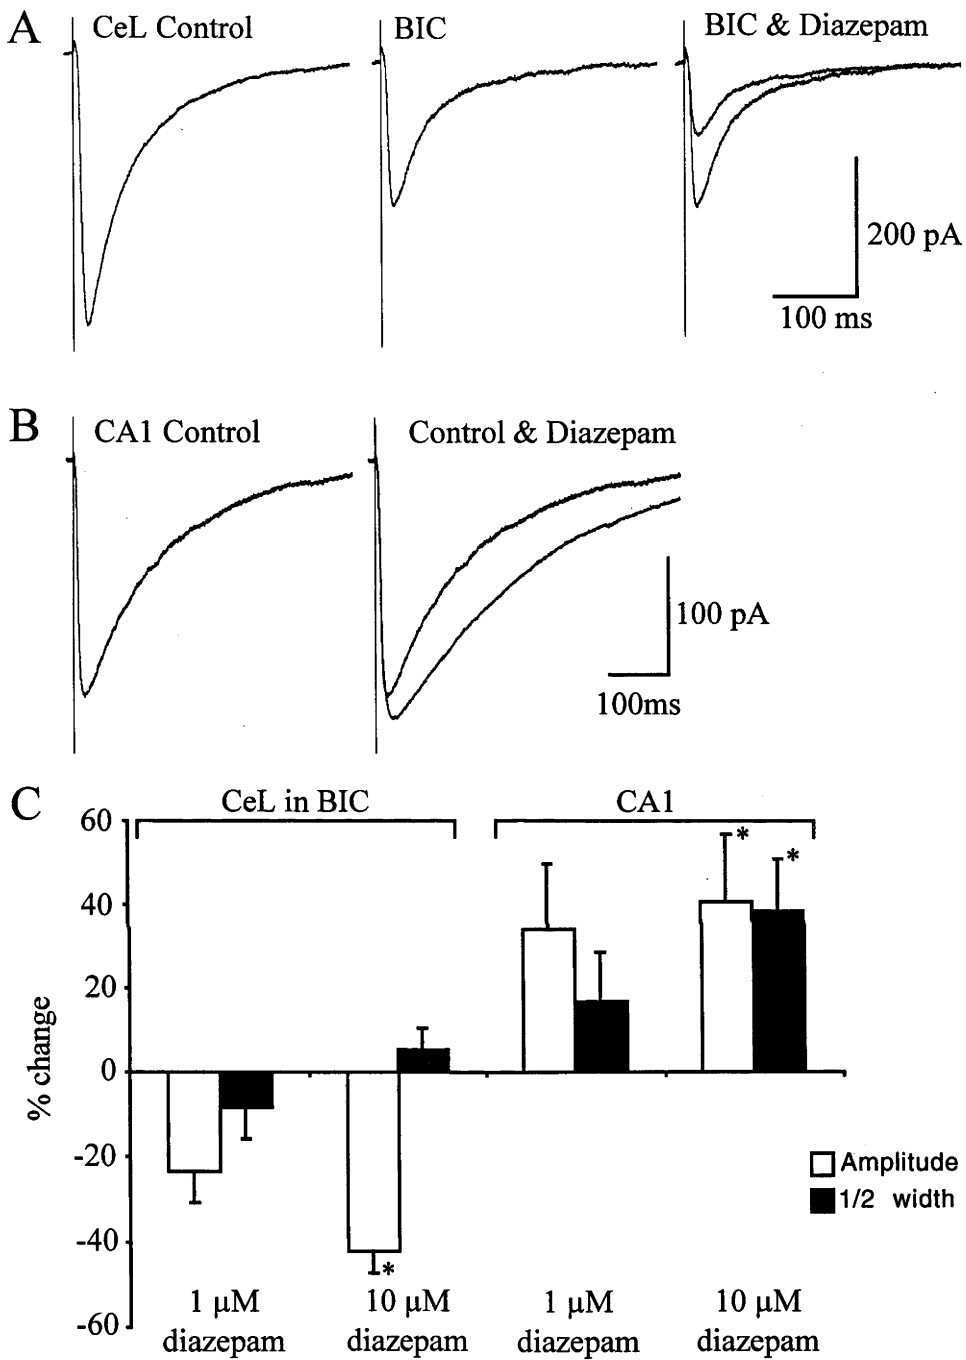 A
CeL Control
BIC
BIC & Diazepam
200 pA
100 ms
B
CA1 Control
Control & Diazepam
100 pA
100ms
C
CeL in BIC
CA1
60
40
20
0
-20
-40
-60
% change
*
*
*
Amplitude
1/2 width
1 µM
diazepam
10 µM
diazepam
1 µM
diazepam
10 µM
diazepam